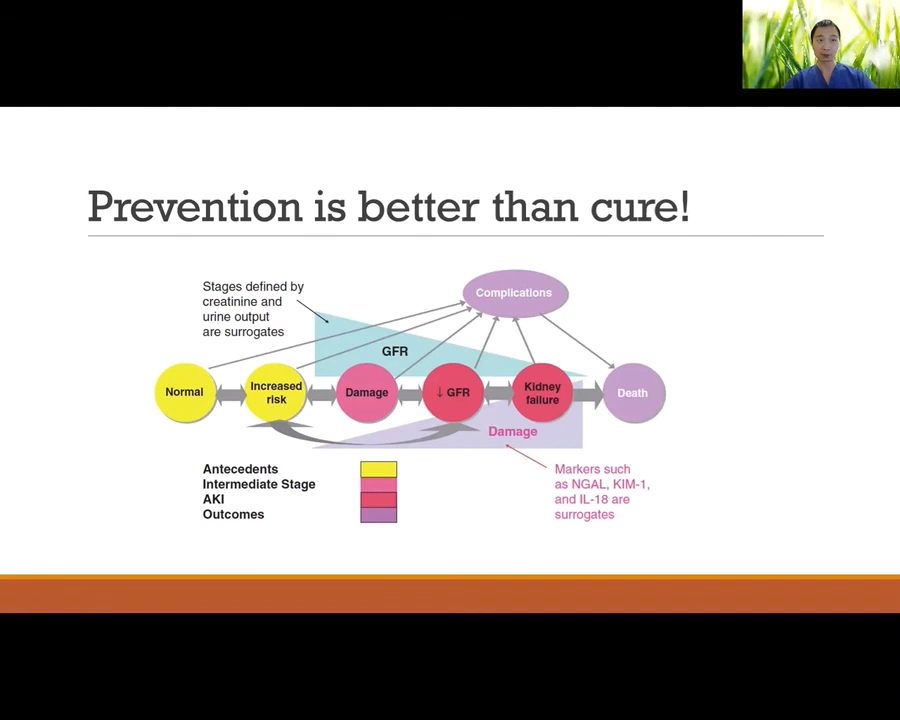 Prevention is better than cure!
Stages defined by
creatinine and
urine output
are surrogates
Complications
GFR
Normal
Increased
risk
Damage
↓ GFR
Kidney
failure
Death
Damage
Antecedents
Intermediate Stage
AKI
Outcomes
Markers such
as NGAL, KIM-1,
and IL-18 are
surrogates